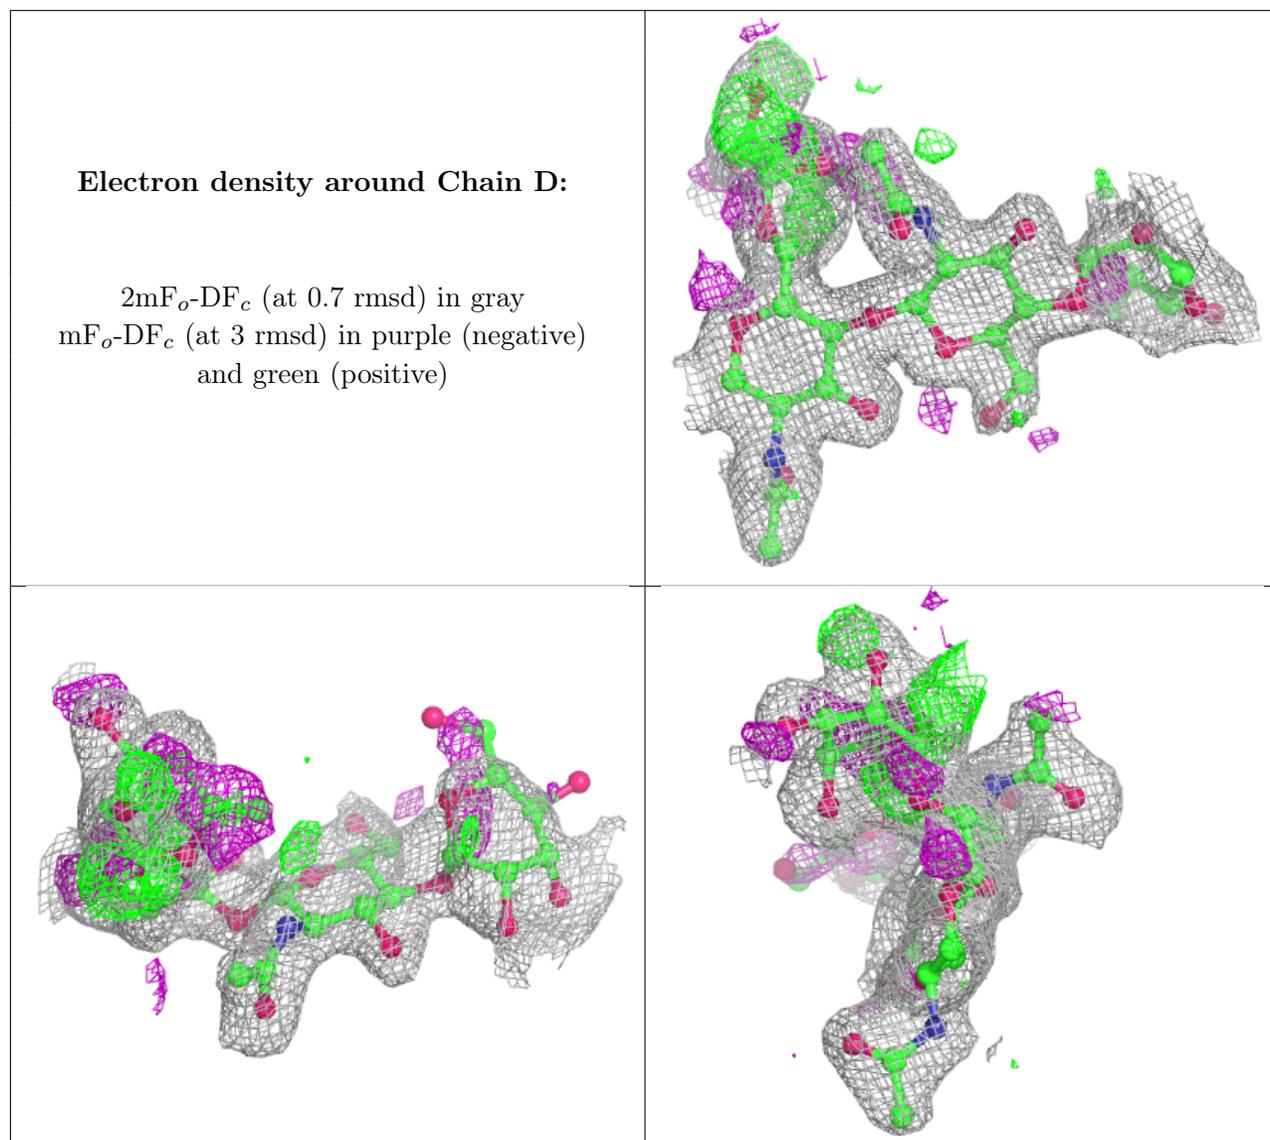 Electron density around Chain D:
2mFₒ-DF𝒸 (at 0.7 rmsd) in gray
mFₒ-DF𝒸 (at 3 rmsd) in purple (negative)
and green (positive)